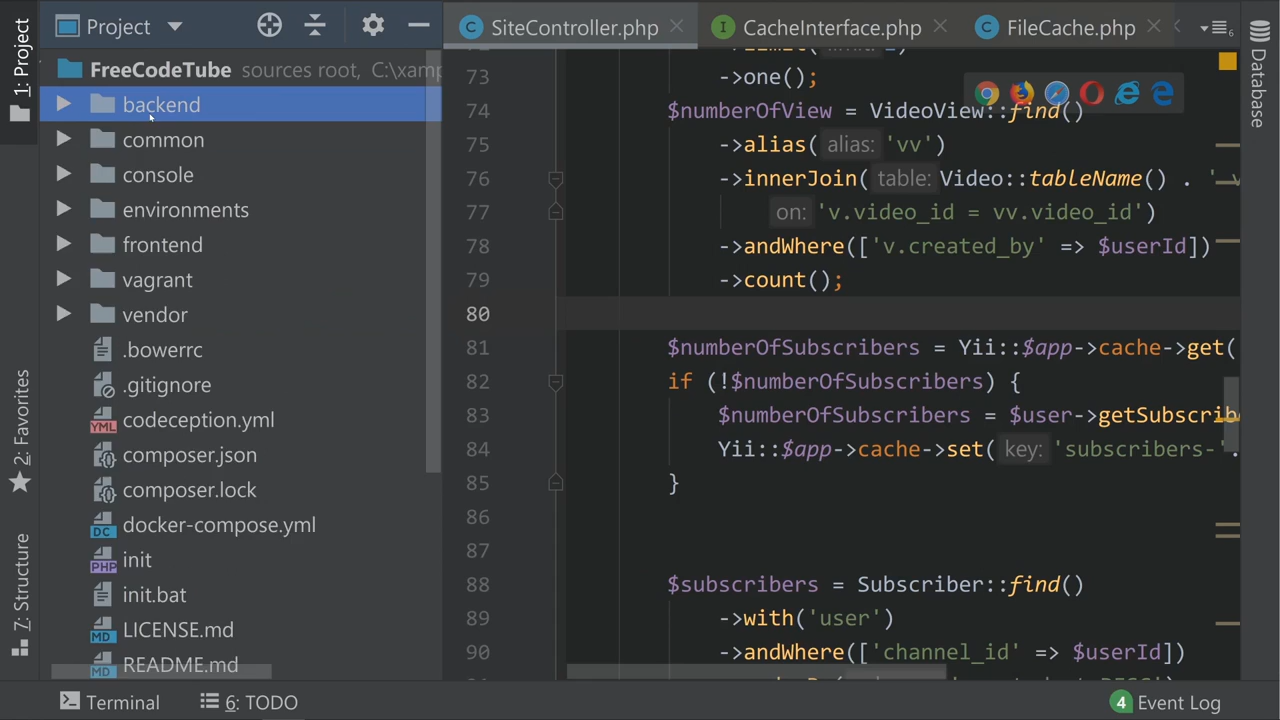 1: Project
2: Favorites
7: Structure
Project
FreeCodeTube sources root, C:\xamp
backend
common
console
environments
frontend
vagrant
vendor
.bowerrc
.gitignore
codeception.yml
composer.json
composer.lock
docker-compose.yml
init
init.bat
LICENSE.md
README.md
SiteController.php
CacheInterface.php
FileCache.php
73 ->one();
74 $numberOfView = VideoView::find()
75 ->alias( alias: 'vv')
76 ->innerJoin( table: Video::tableName() . ' v
77 on: 'v.video_id = vv.video_id')
78 ->andWhere(['v.created_by' => $userId])
79 ->count();
80
81 $numberOfSubscribers = Yii::$app->cache->get(
82 if (!$numberOfSubscribers) {
83 $numberOfSubscribers = $user->getSubscribe
84 Yii::$app->cache->set( key: 'subscribers-'.
85 }
86
87
88 $subscribers = Subscriber::find()
89 ->with('user')
90 ->andWhere(['channel_id' => $userId])
Database
Terminal
6: TODO
4 Event Log